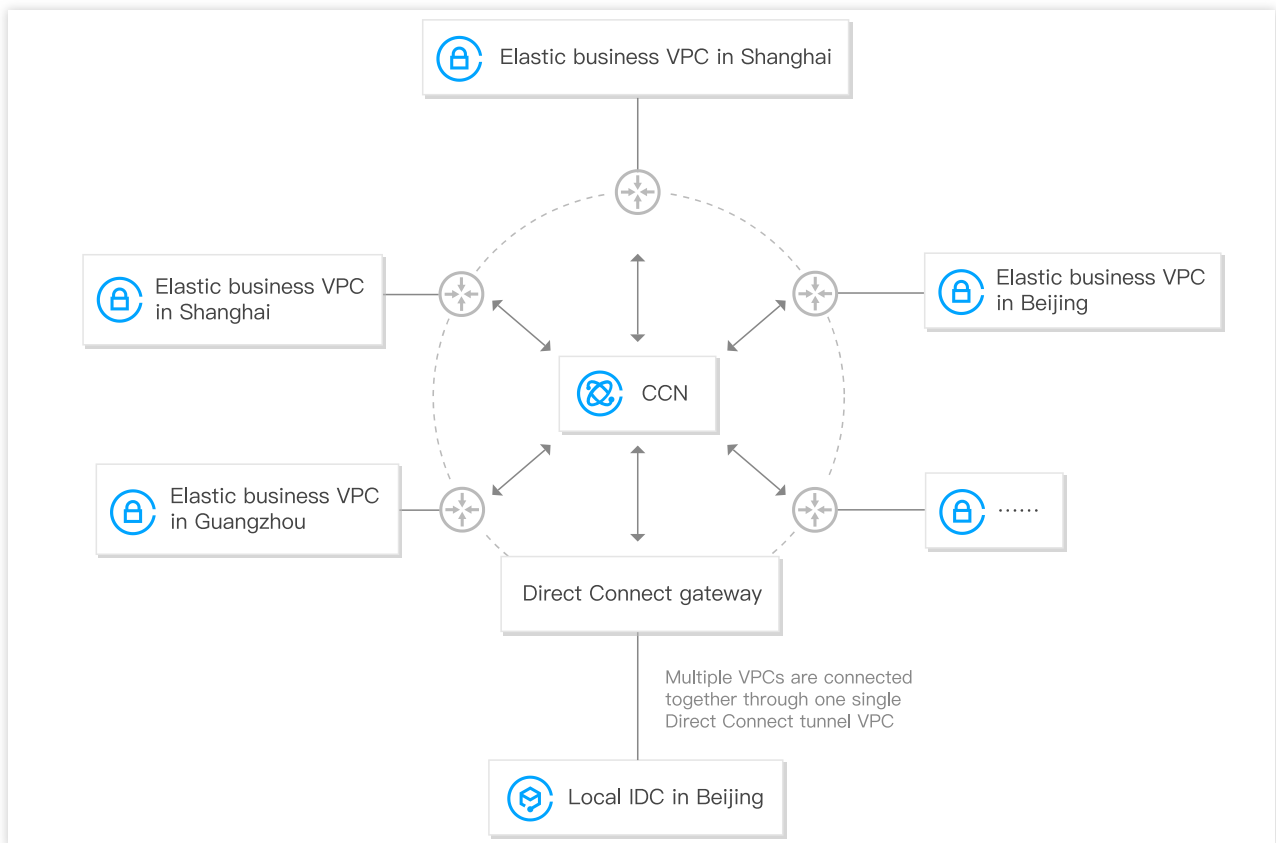 Elastic business VPC in Shanghai
Elastic business VPC
in Shanghai
Elastic business VPC
in Beijing
CCN
Elastic business VPC
in Guangzhou
······
Direct Connect gateway
Multiple VPCs are connected
together through one single
Direct Connect tunnel VPC
Local IDC in Beijing